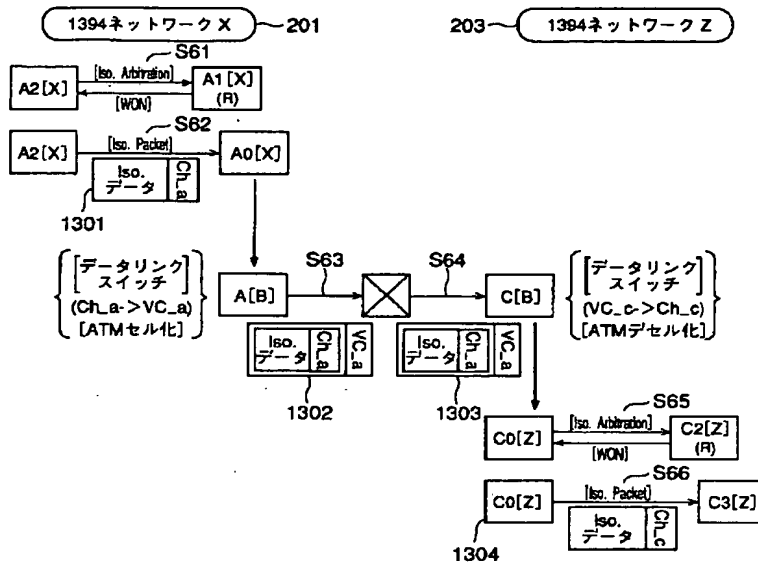 1394ネットワーク X
201
203
1394ネットワーク Z
S61
[Iso. Arbitration]
A2[X]
A1[X]
(R)
[WON]
S62
[Iso. Packet]
A2[X]
A0[X]
Iso.
データ
Ch_a
1301
[データリンク
スイッチ]
(Ch_a->VC_a)
[ATMセル化]
A[B]
S63
S64
C[B]
[データリンク
スイッチ]
(VC_c->Ch_c)
[ATMデセル化]
Iso.
データ
Ch_a
VC_a
1302
Iso.
データ
Ch_a
VC_a
1303
S65
[Iso. Arbitration]
C0[Z]
C2[Z]
(R)
[WON]
S66
[Iso. Packet]
C0[Z]
C3[Z]
Iso.
データ
Ch_c
1304